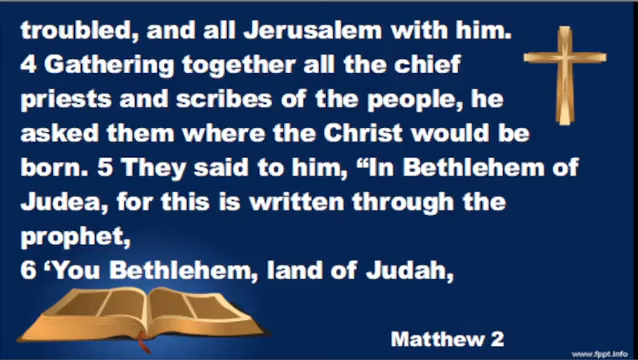 troubled, and all Jerusalem with him.
4 Gathering together all the chief
priests and scribes of the people, he
asked them where the Christ would be
born. 5 They said to him, “In Bethlehem of
Judea, for this is written through the
prophet,
6 ‘You Bethlehem, land of Judah,
Matthew 2
www.fppt.info